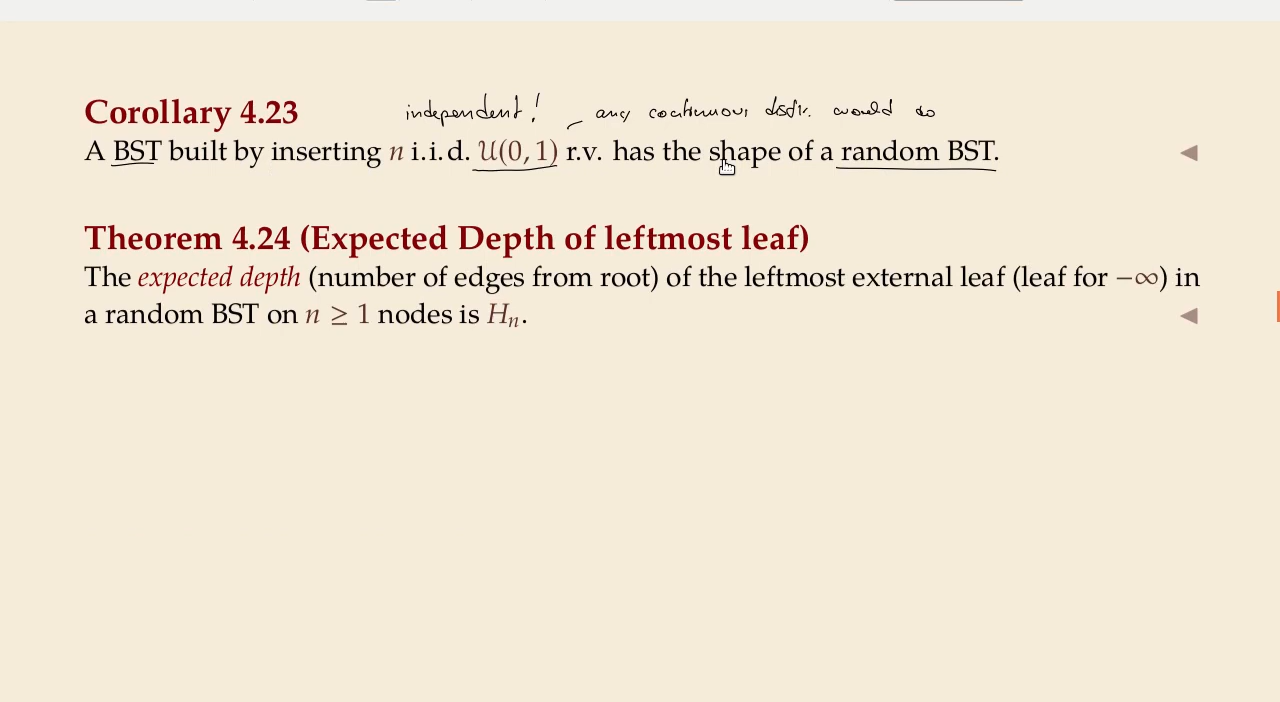 Corollary 4.23
independent! any continuous distr. would do
A BST built by inserting n i.i.d. U(0, 1) r.v. has the shape of a random BST. ◀
Theorem 4.24 (Expected Depth of leftmost leaf)
The expected depth (number of edges from root) of the leftmost external leaf (leaf for −∞) in
a random BST on n ≥ 1 nodes is Hₙ. ◀